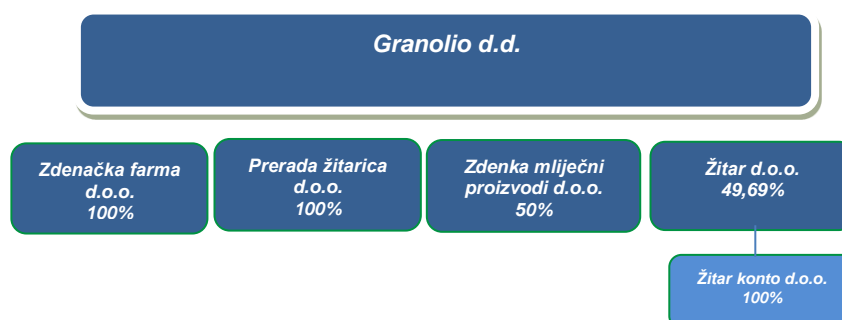 Granolio d.d.
Zdenačka farma
d.o.o.
100%
Prerada žitarica
d.o.o.
100%
Zdenka mliječni
proizvodi d.o.o.
50%
Žitar d.o.o.
49,69%
Žitar konto d.o.o.
100%